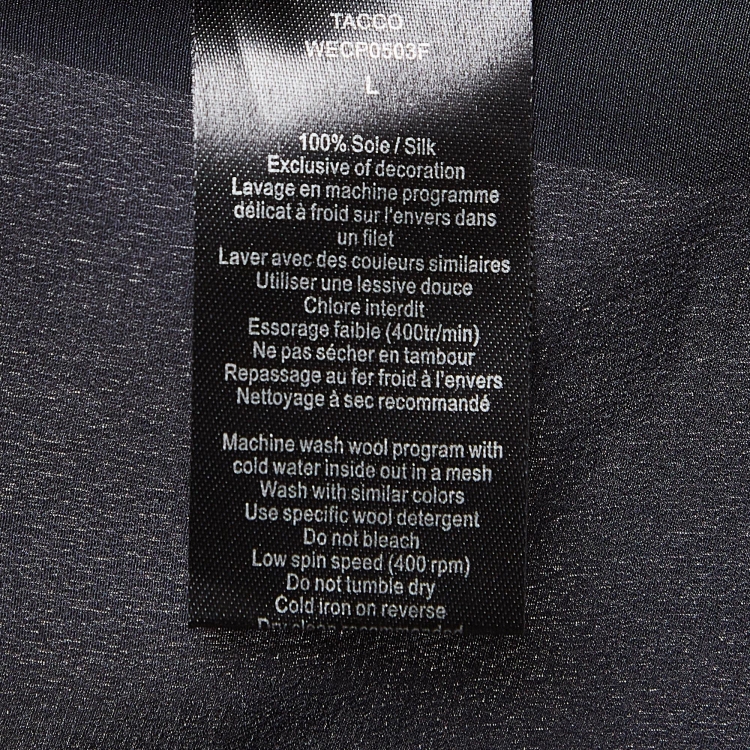 TACCO
WECP0503F
L
100% Soie / Silk
Exclusive of decoration
Lavage en machine programme
délicat à froid sur l'envers dans
un filet
Laver avec des couleurs similaires
Utiliser une lessive douce
Chlore interdit
Essorage faible (400tr/min)
Ne pas sécher en tambour
Repassage au fer froid à l'envers
Nettoyage à sec recommandé
Machine wash wool program with
cold water inside out in a mesh
Wash with similar colors
Use specific wool detergent
Do not bleach
Low spin speed (400 rpm)
Do not tumble dry
Cold iron on reverse
Dry clean recommended